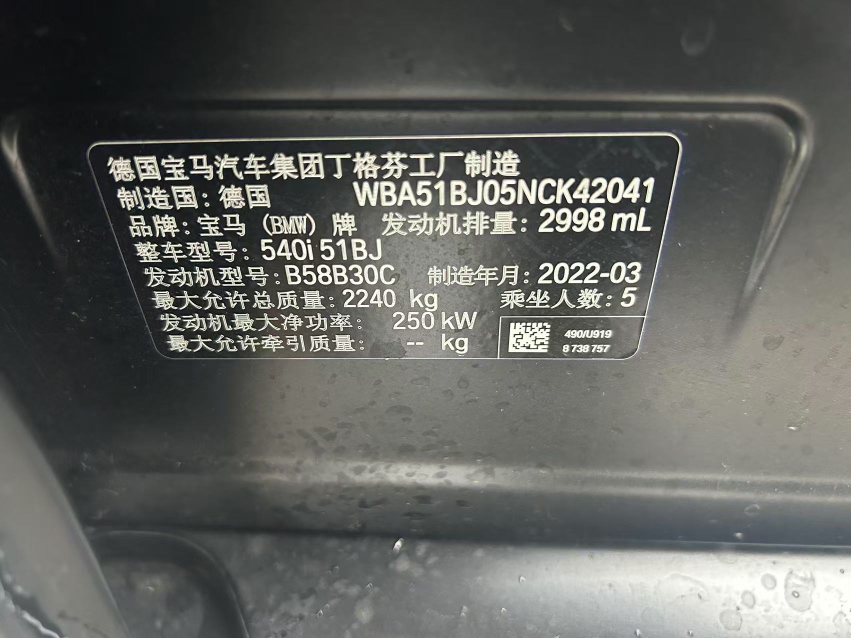 德国宝马汽车集团丁格芬工厂制造
制造国：德国 WBA51BJ05NCK42041
品牌：宝马（BMW）牌 发动机排量：2998 mL
整车型号：540i 51BJ
发动机型号：B58B30C 制造年月：2022-03
最大允许总质量：2240 kg 乘坐人数：5
发动机最大净功率： 250 kW
最大允许牵引质量： -- kg
490/U919
8 738 757